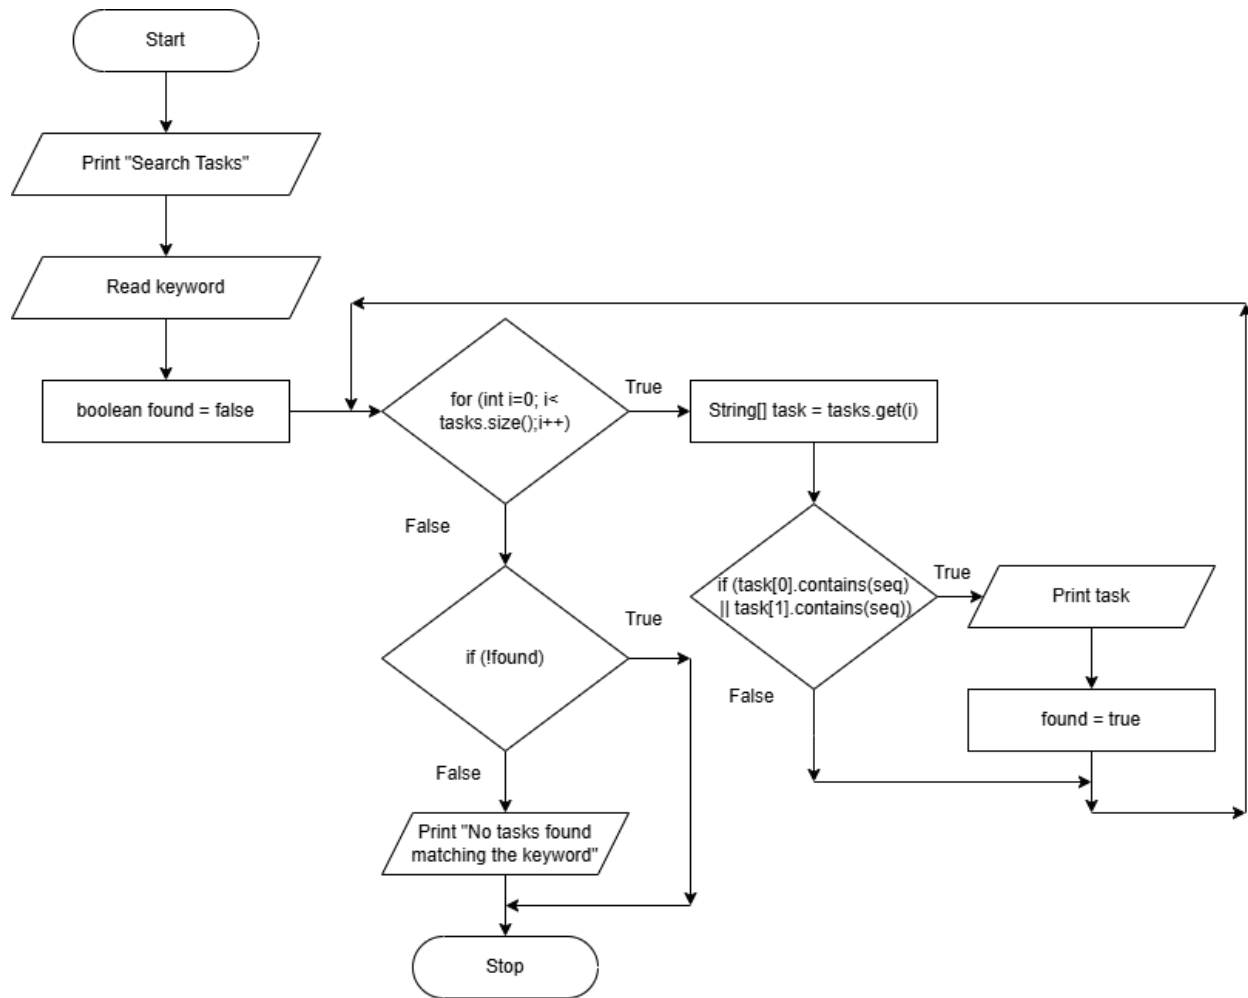 Start
Print "Search Tasks"
Read keyword
boolean found = false
for (int i=0; i<
tasks.size();i++)
True
String[] task = tasks.get(i)
False
if (task[0].contains(seq)
|| task[1].contains(seq))
True
Print task
False
found = true
if (!found)
True
False
Print "No tasks found
matching the keyword"
Stop